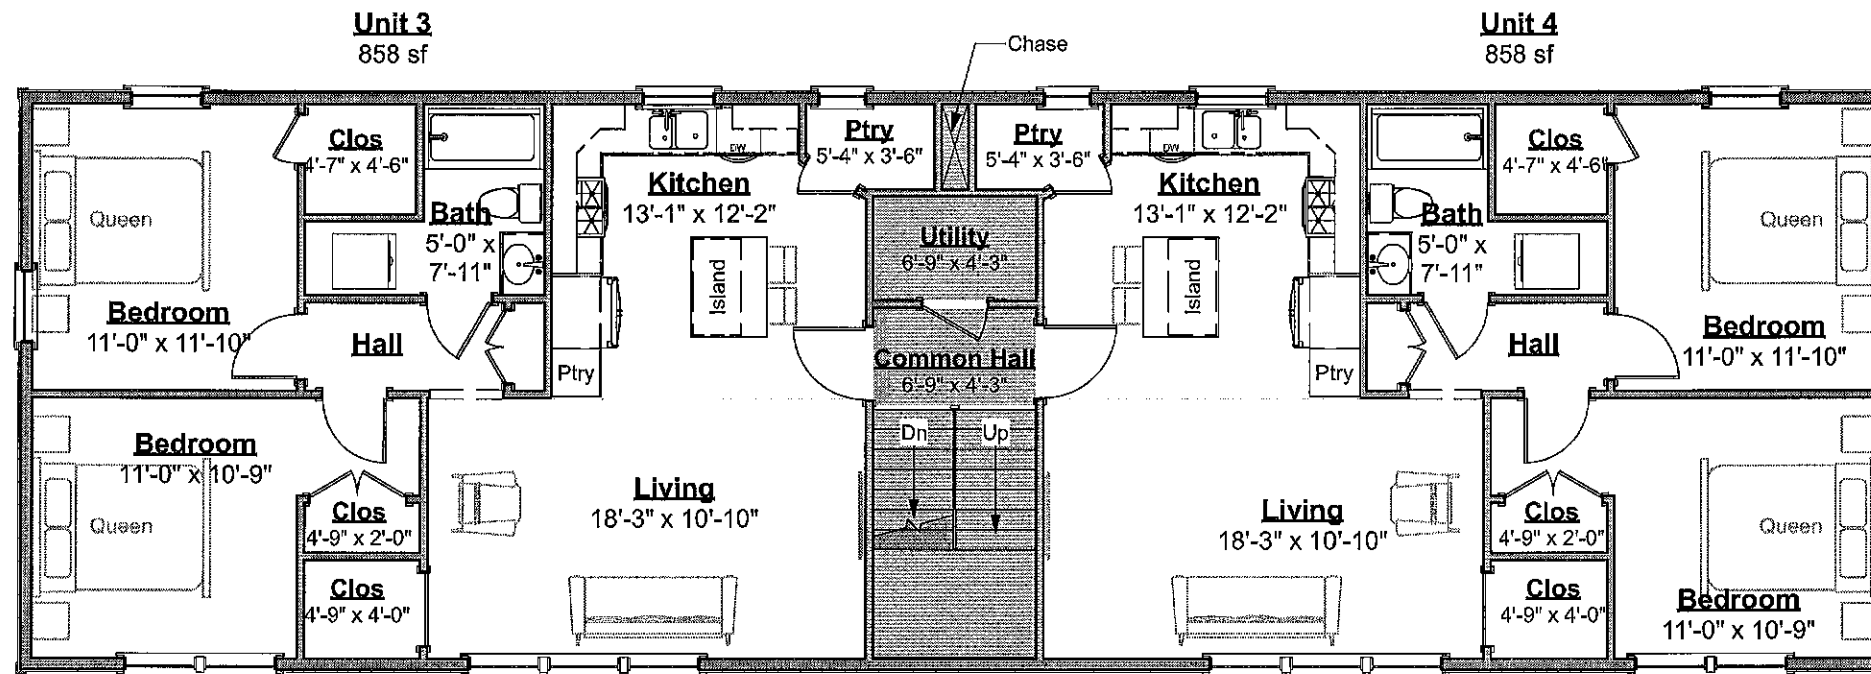 Unit 3
858 sf
Unit 4
858 sf
Chase
Clos
4'-7" x 4'-6"
Ptry
5'-4" x 3'-6"
Ptry
5'-4" x 3'-6"
Clos
4'-7" x 4'-6"
DW
DW
Kitchen
13'-1" x 12'-2"
Kitchen
13'-1" x 12'-2"
Queen
Bath
5'-0" x
7'-11"
Utility
6'-9" x 4'-3"
Bath
5'-0" x
7'-11"
Queen
Island
Island
Bedroom
11'-0" x 11'-10"
Hall
Ptry
Common Hall
6'-9" x 4'-3"
Ptry
Hall
Bedroom
11'-0" x 11'-10"
Bedroom
11'-0" x 10'-9"
Dn
Up
Queen
Clos
4'-9" x 2'-0"
Living
18'-3" x 10'-10"
Living
18'-3" x 10'-10"
Clos
4'-9" x 2'-0"
Queen
Clos
4'-9" x 4'-0"
Clos
4'-9" x 4'-0"
Bedroom
11'-0" x 10'-9"